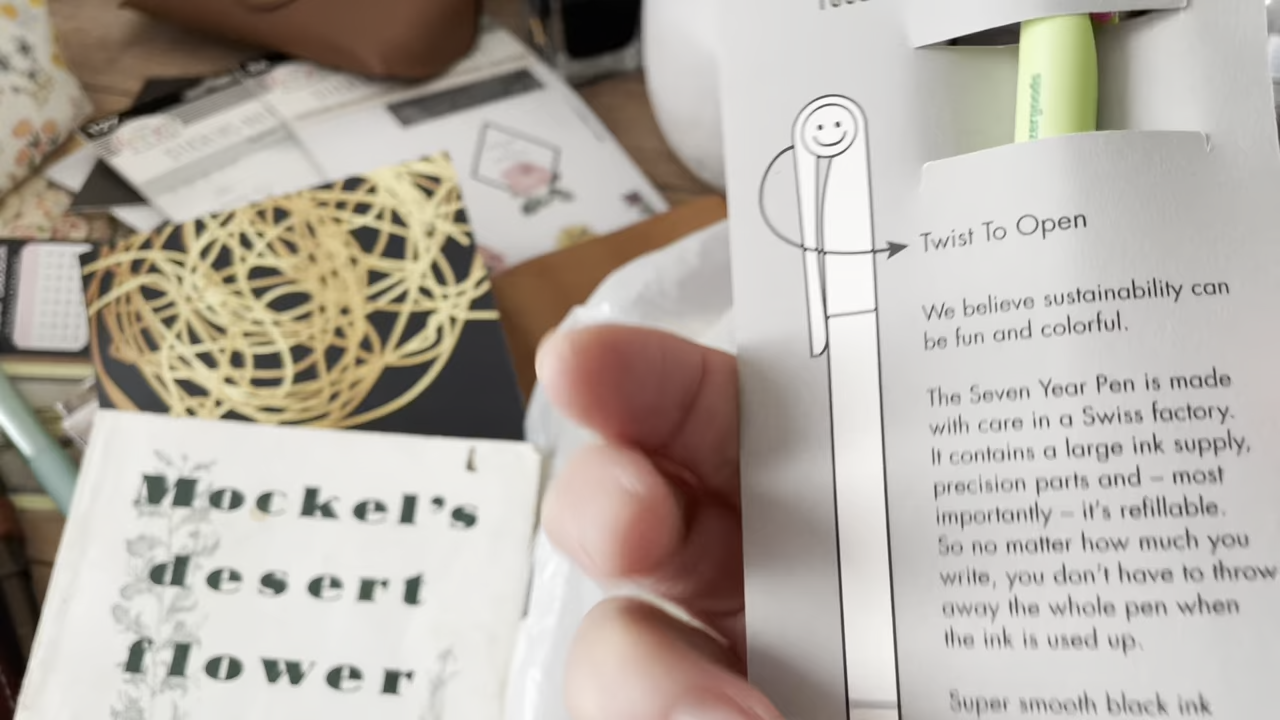 Mockel's
desert
flower
Twist To Open
We believe sustainability can
be fun and colorful.
The Seven Year Pen is made
with care in a Swiss factory.
It contains a large ink supply,
precision parts and – most
importantly – it's refillable.
So no matter how much you
write, you don't have to throw
away the whole pen when
the ink is used up.
Super smooth black ink